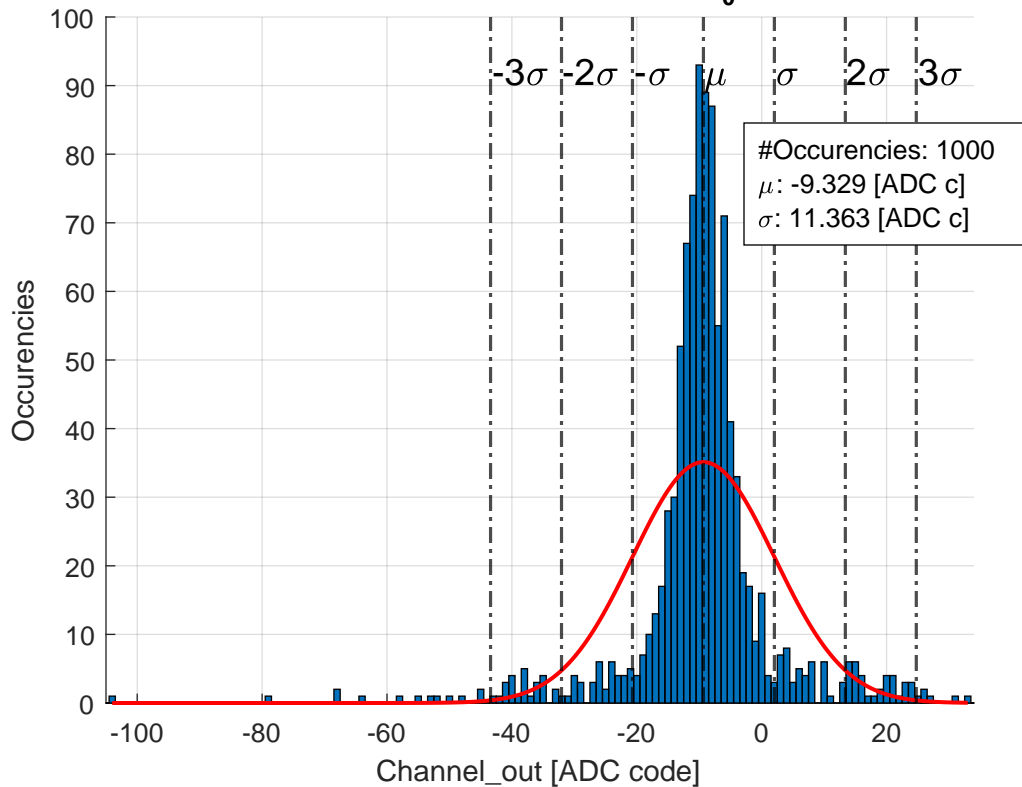 100
90
80
70
60
50
40
30
20
10
0
Occurencies
-3σ -2σ -σ μ σ 2σ 3σ
#Occurencies: 1000
μ: -9.329 [ADC c]
σ: 11.363 [ADC c]
-100 -80 -60 -40 -20 0 20
Channel_out [ADC code]